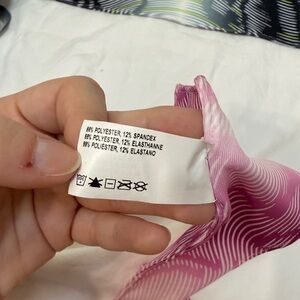 88% POLYESTER, 12% SPANDEX
88% POLYESTER, 12% ELASTHANNE
88% POLIESTER, 12% ELASTANO